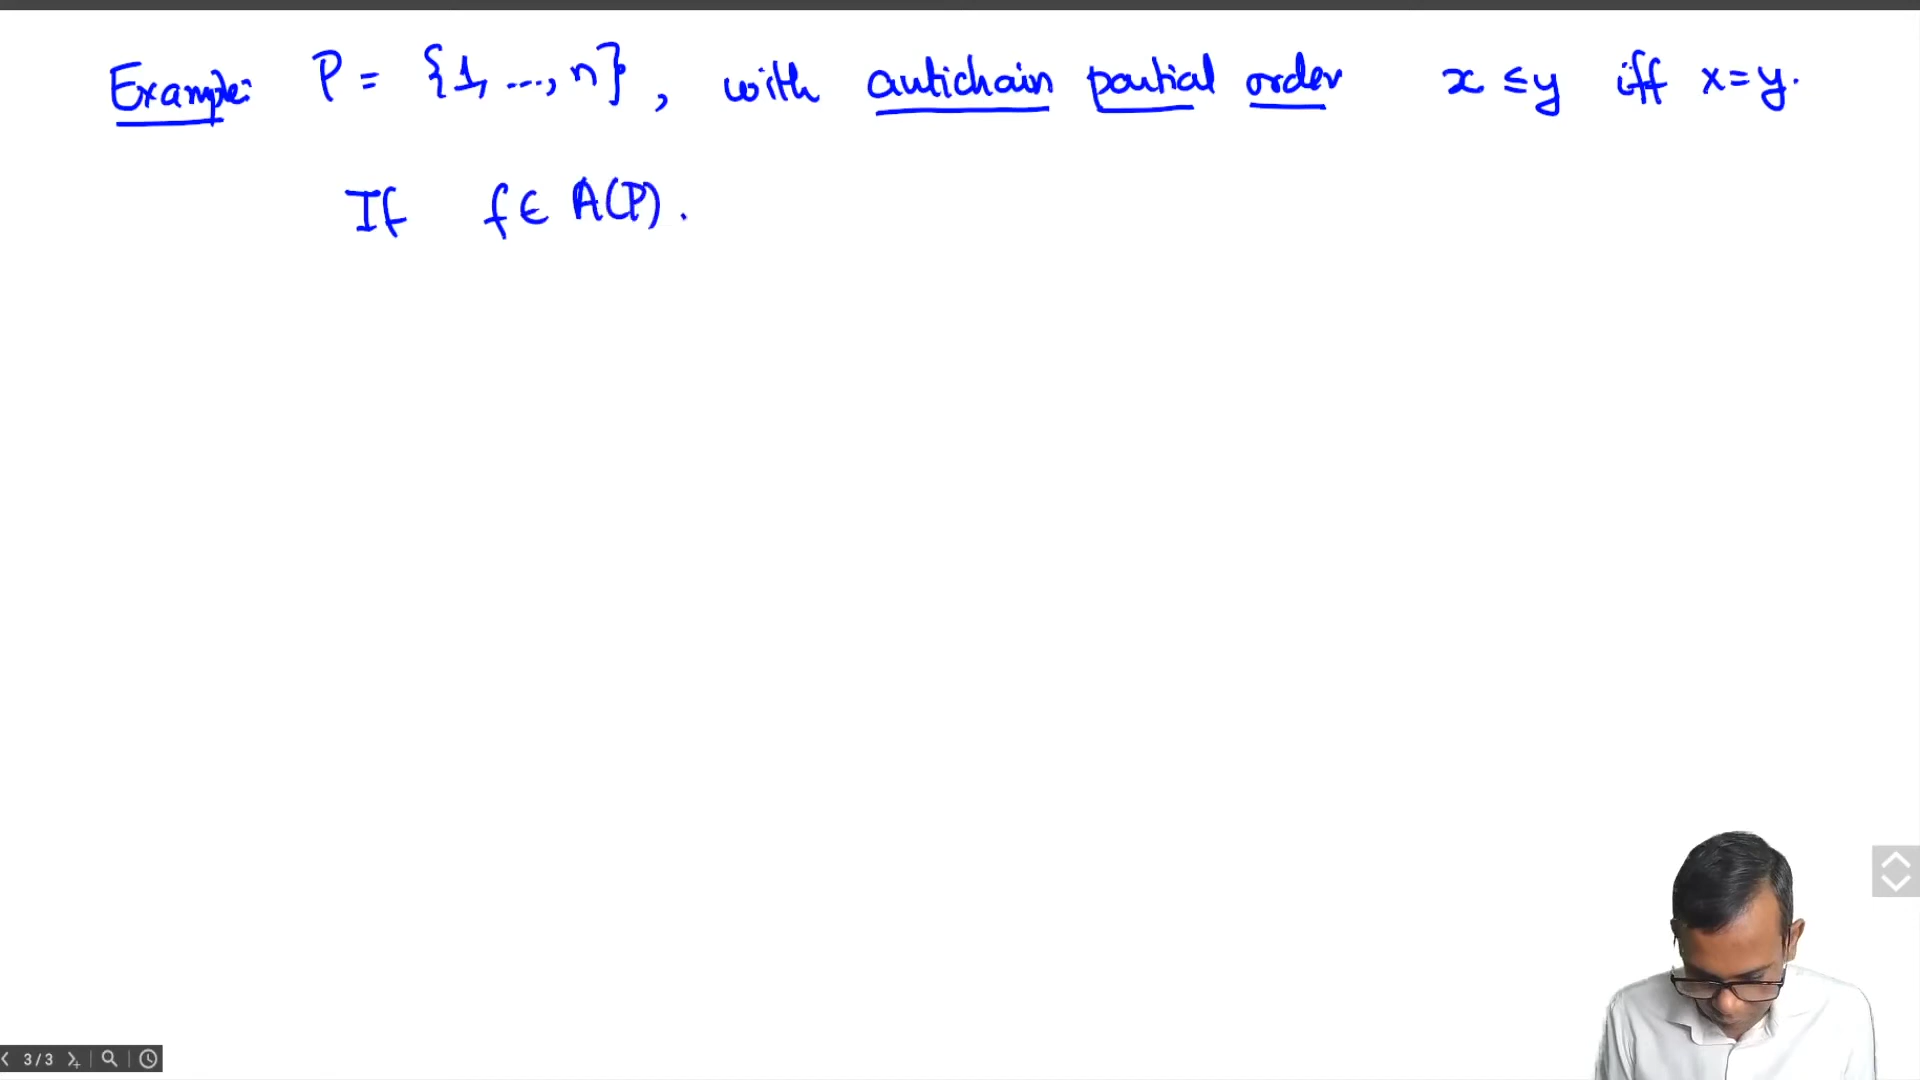 Example: P = {1, ..., n}, with antichain partial order x ≤ y iff x = y.
If f ∈ A(P).
3/3